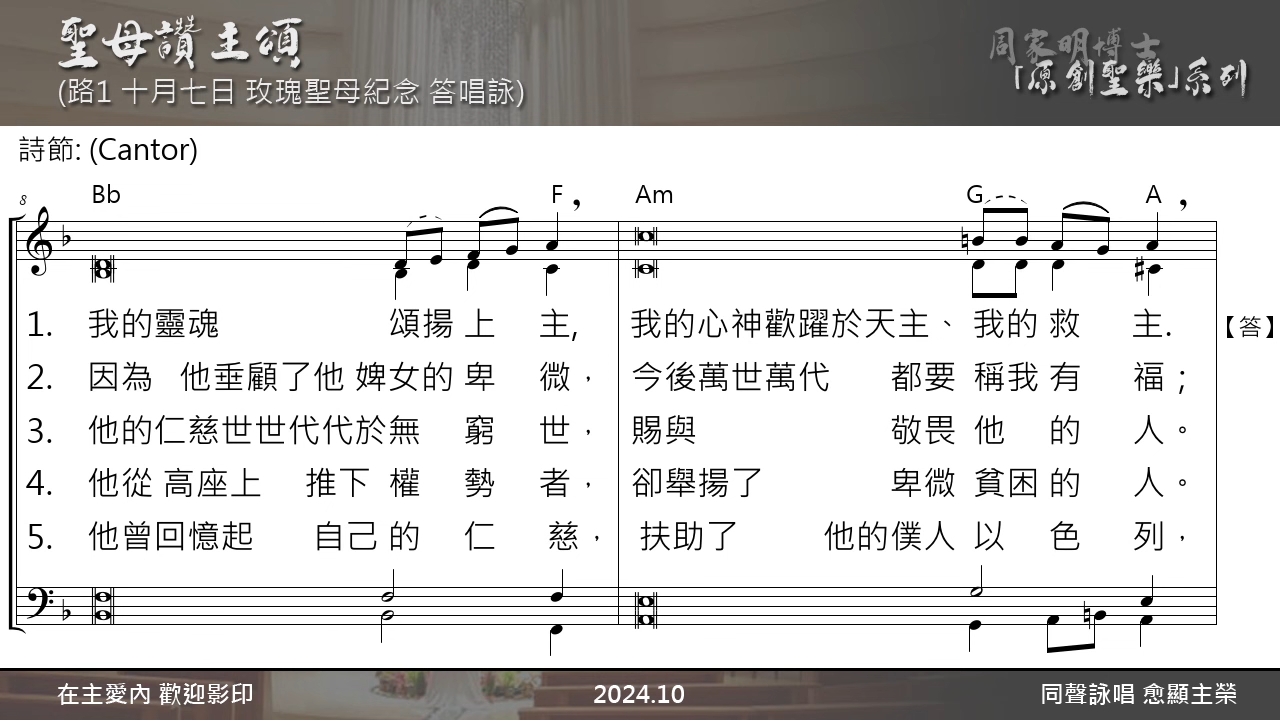 聖母讚主頌
(路1 十月七日 玫瑰聖母紀念 答唱詠)
周家明博士
「原創聖樂」系列
詩節: (Cantor)
8 Bb F Am G A
1. 我的靈魂 頌揚 上 主, 我的心神歡躍於天主、 我的 救 主. 【答】
2. 因為 他垂顧了他 婢女的 卑 微， 今後萬世萬代 都要 稱我 有 福；
3. 他的仁慈世世代代於無 窮 世， 賜與 敬畏 他 的 人。
4. 他從 高座上 推下 權 勢 者， 卻舉揚了 卑微 貧困 的 人。
5. 他曾回憶起 自己 的 仁 慈， 扶助了 他的僕人 以 色 列，
在主愛內 歡迎影印
2024.10
同聲詠唱 愈顯主榮